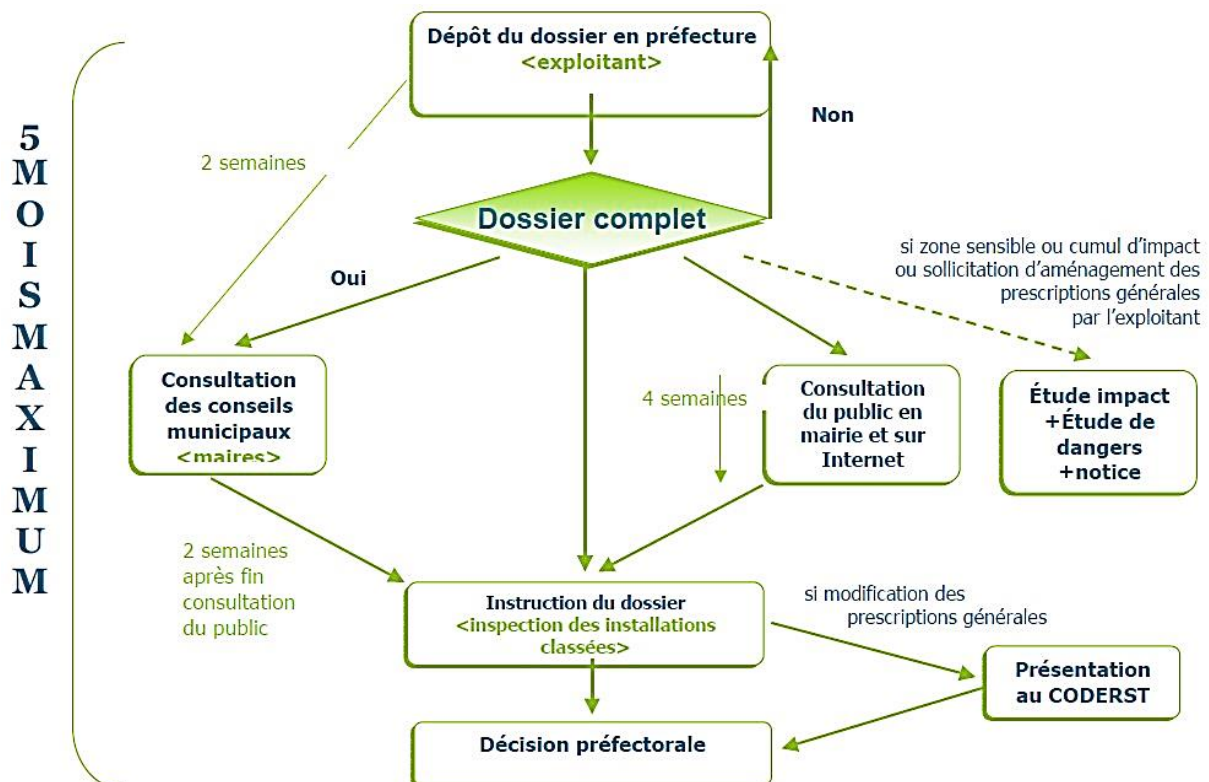 5 MOIS MAXIMUM
Dépôt du dossier en préfecture
<exploitant>
Non
2 semaines
Dossier complet
si zone sensible ou cumul d'impact
ou sollicitation d'aménagement des
prescriptions générales
par l'exploitant
Oui
Consultation
des conseils
municipaux
<maires>
4 semaines
Consultation
du public en
mairie et sur
Internet
Étude impact
+Étude de
dangers
+notice
2 semaines
après fin
consultation
du public
Instruction du dossier
<inspection des installations
classées>
si modification des
prescriptions générales
Présentation
au CODERST
Décision préfectorale